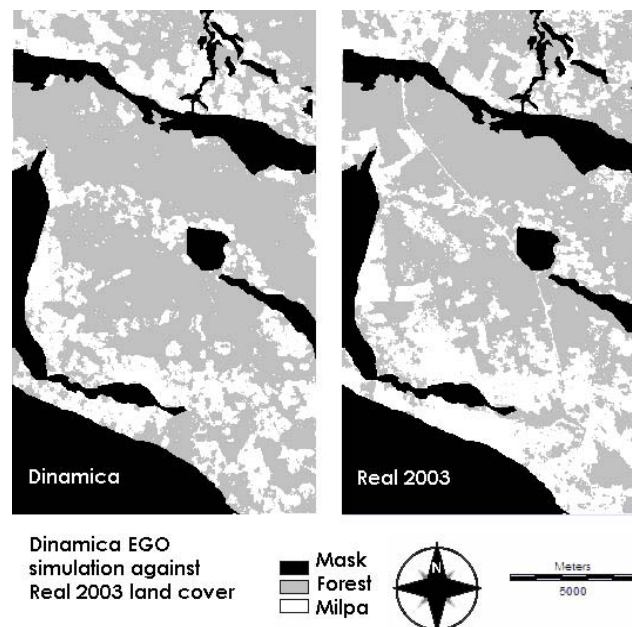 Dinamica
Real 2003
Dinamica EGO
simulation against
Real 2003 land cover
Mask
Forest
Milpa
N
Meters
5000